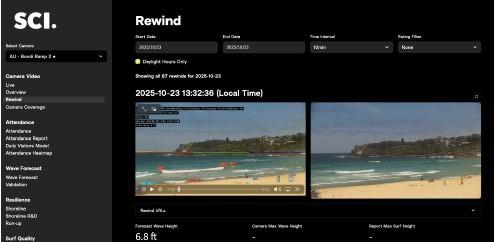 SCI.
Select Camera
AU - Bondi Ramp 2
Camera Video
Live
Overview
Rewind
Camera Coverage
Attendance
Attendance
Attendance Report
Daily Visitors Model
Attendance Heatmap
Wave Forecast
Wave Forecast
Validation
Resilience
Shoreline
Shoreline R&D
Run-up
Surf Quality
Rewind
Start Date
End Date
Time Interval
Rating Filter
2025/10/23
2025/10/23
10min
None
Daylight Hours Only
Showing all 87 rewinds for 2025-10-23
2025-10-23 13:32:36 (Local Time)
Rewind URLs
Forecast Wave Height
Camera Max Wave Height
Report Max Surf Height
6.8 ft
-
-